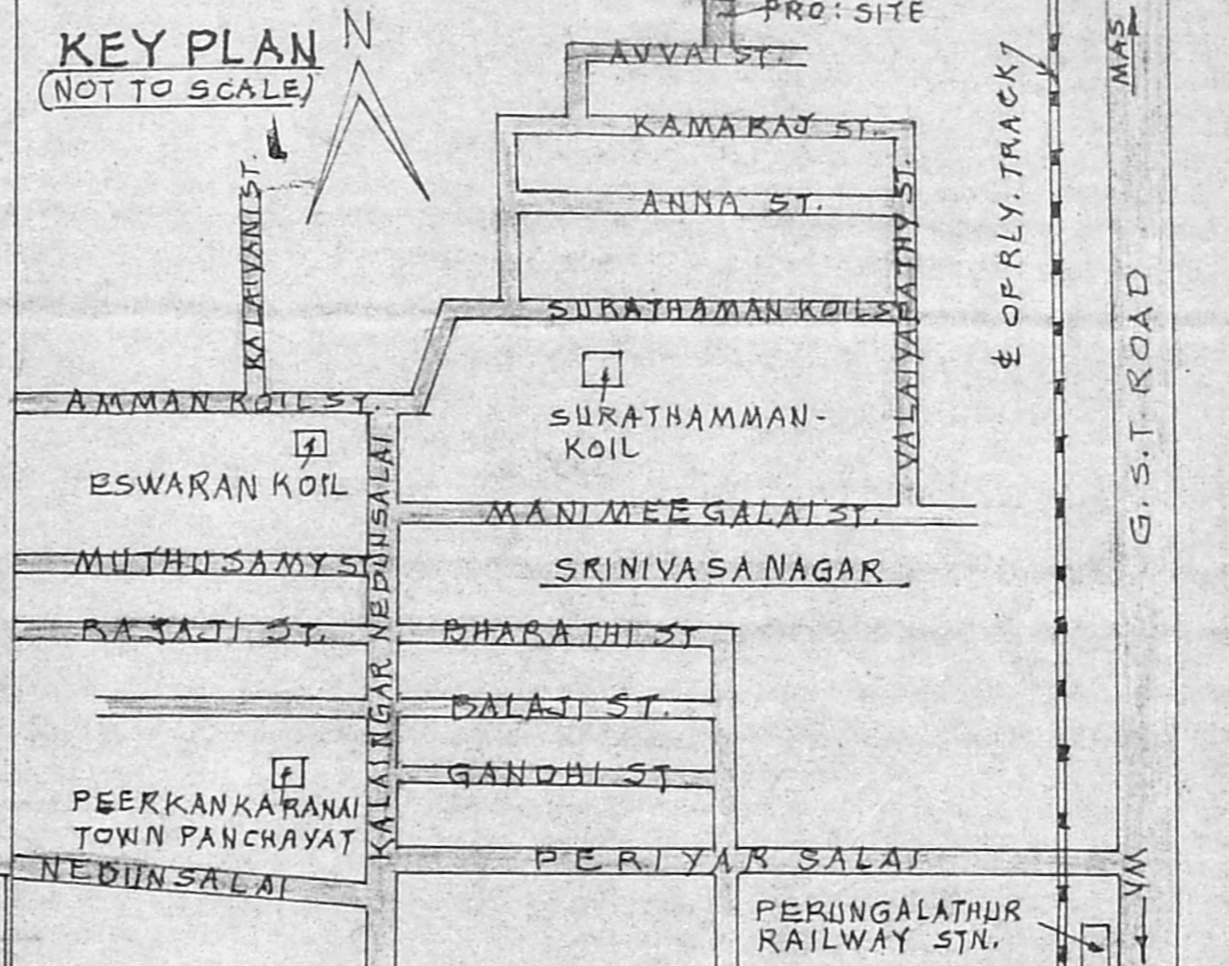 PRO: SITE
KEY PLAN
(NOT TO SCALE)
N
AVVAI ST.
KAMARAJ ST.
ANNA ST.
SURATHAMAN KOIL ST.
VALAIYAPATHY ST.
KALAIVANI ST.
AMMAN KOIL ST.
SURATHAMMAN-
KOIL
ESWARAN KOIL
MANIMEEGALAI ST.
MUTHUSAMY ST
SRINIVASA NAGAR
RAJAJI ST.
BHARATHI ST
BALAJI ST.
GANDHI ST
KALAINGAR NEDUNSALAI
PEERKANKARANAI
TOWN PANCHAYAT
PERIYAR SALAI
NEDUNSALAI
PERUNGALATHUR
RAILWAY STN.
℄ OF RLY. TRACK
MAS
G.S.T. ROAD
VM